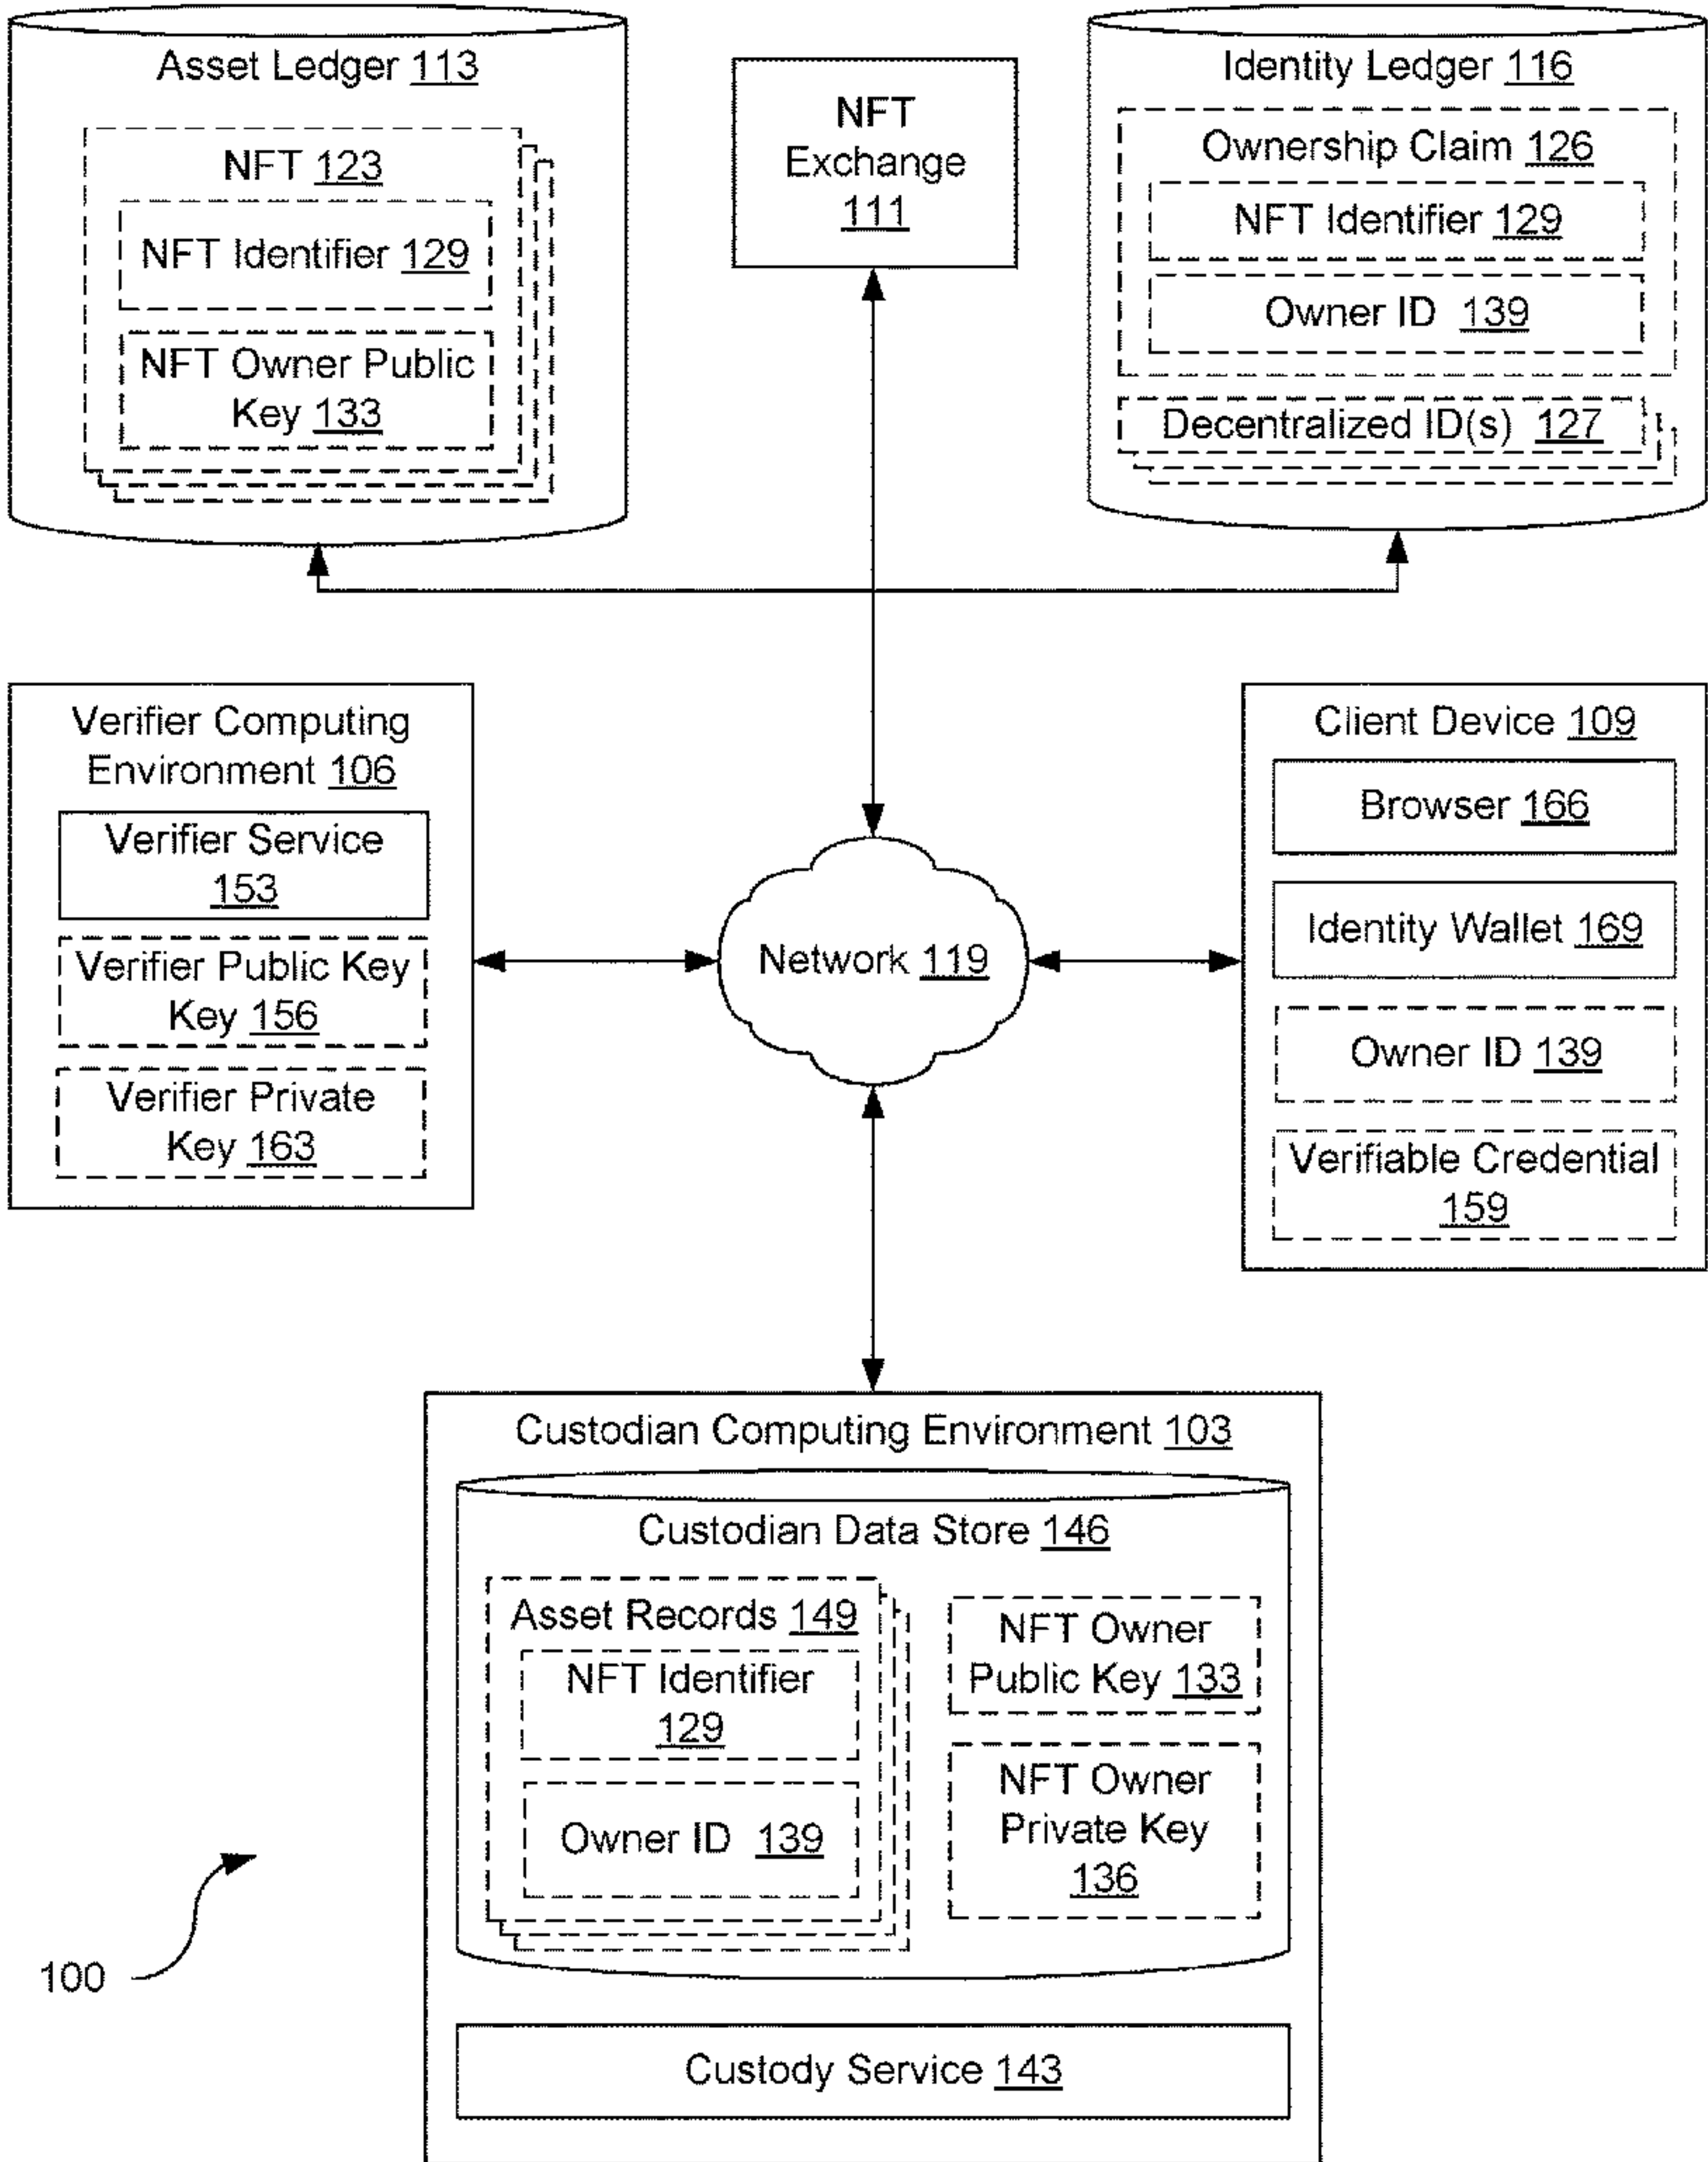 Asset Ledger 113
NFT 123
NFT Identifier 129
NFT Owner Public
Key 133
NFT
Exchange
111
Identity Ledger 116
Ownership Claim 126
NFT Identifier 129
Owner ID 139
Decentralized ID(s) 127
Verifier Computing
Environment 106
Verifier Service
153
Verifier Public Key
Key 156
Verifier Private
Key 163
Network 119
Client Device 109
Browser 166
Identity Wallet 169
Owner ID 139
Verifiable Credential
159
Custodian Computing Environment 103
Custodian Data Store 146
Asset Records 149
NFT Identifier
129
Owner ID 139
NFT Owner
Public Key 133
NFT Owner
Private Key
136
Custody Service 143
100